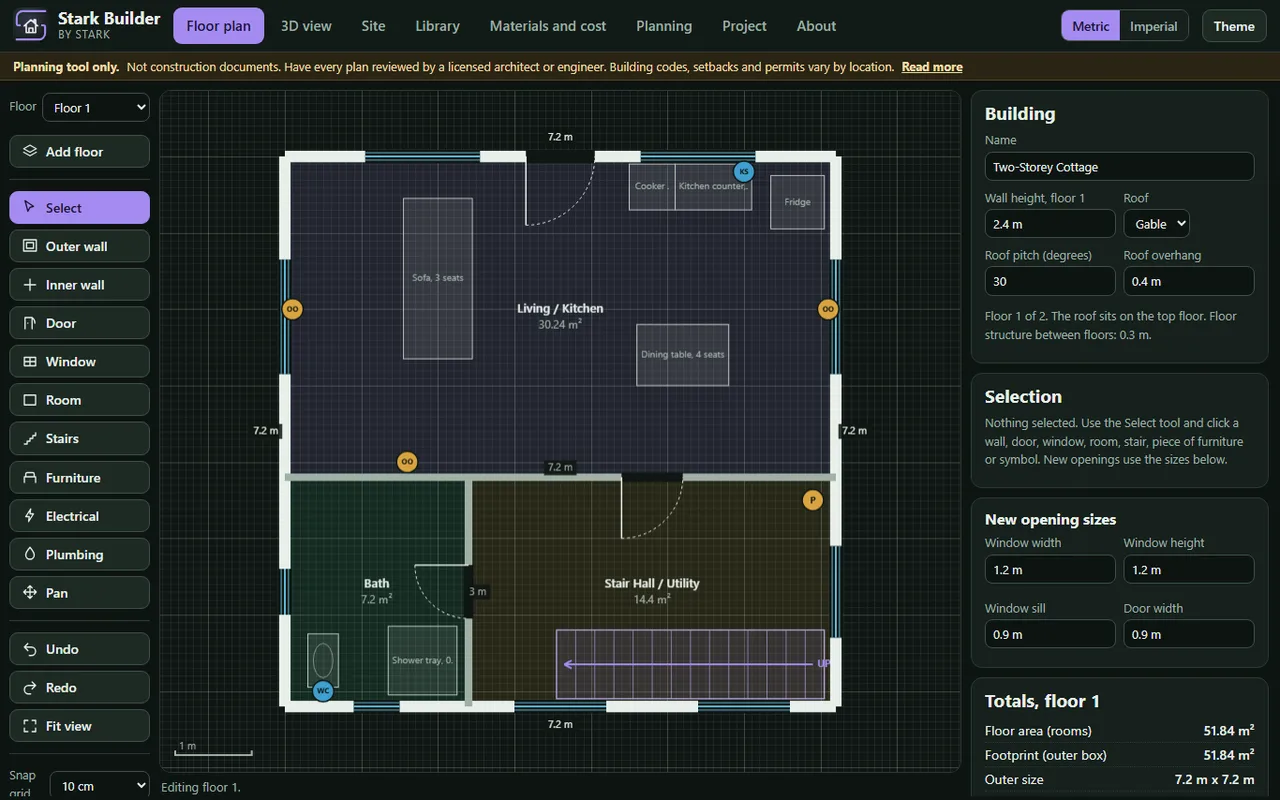 Stark Builder
BY STARK
Floor plan
3D view
Site
Library
Materials and cost
Planning
Project
About
Metric
Imperial
Theme
Planning tool only. Not construction documents. Have every plan reviewed by a licensed architect or engineer. Building codes, setbacks and permits vary by location. Read more
Floor
Floor 1
Add floor
Select
Outer wall
Inner wall
Door
Window
Room
Stairs
Furniture
Electrical
Plumbing
Pan
Undo
Redo
Fit view
Snap
grid
10 cm
7.2 m
KS
Cooker .
Kitchen counter,.
Fridge
Sofa, 3 seats
OO
Living / Kitchen
30.24 m²
OO
Dining table, 4 seats
7.2 m
7.2 m
OO
7.2 m
P
Bath
7.2 m²
3 m
Stair Hall / Utility
14.4 m²
Shower tray, 0.
UP
WC
7.2 m
1 m
Editing floor 1.
Building
Name
Two-Storey Cottage
Wall height, floor 1
Roof
2.4 m
Gable
Roof pitch (degrees)
Roof overhang
30
0.4 m
Floor 1 of 2. The roof sits on the top floor. Floor
structure between floors: 0.3 m.
Selection
Nothing selected. Use the Select tool and click a
wall, door, window, room, stair, piece of furniture
or symbol. New openings use the sizes below.
New opening sizes
Window width
Window height
1.2 m
1.2 m
Window sill
Door width
0.9 m
0.9 m
Totals, floor 1
Floor area (rooms)
51.84 m²
Footprint (outer box)
51.84 m²
Outer size
7.2 m x 7.2 m